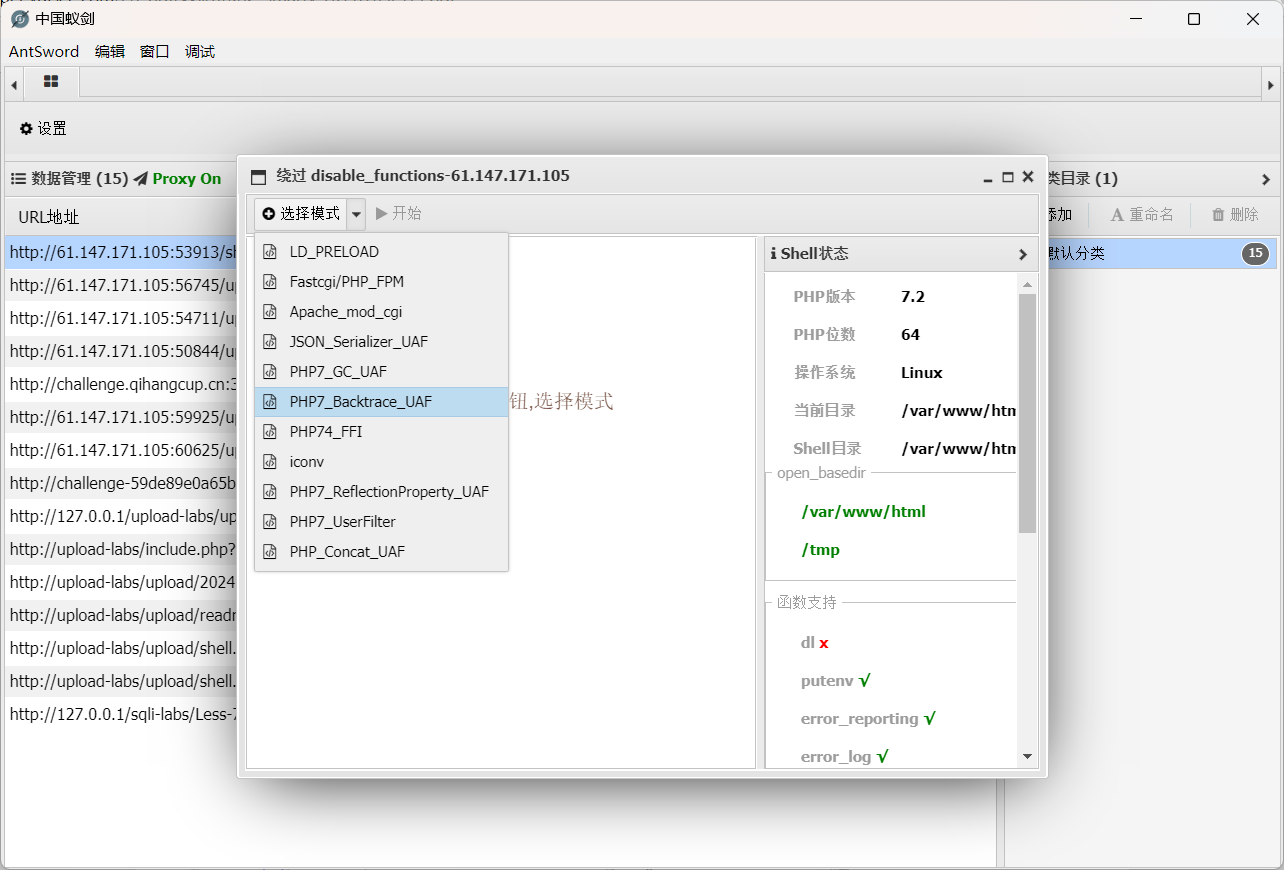 中国蚁剑
AntSword 编辑 窗口 调试
设置
数据管理 (15) Proxy On
URL地址
http://61.147.171.105:53913/sh
http://61.147.171.105:56745/up
http://61.147.171.105:54711/up
http://61.147.171.105:50844/up
http://challenge.qihangcup.cn:3
http://61.147.171.105:59925/up
http://61.147.171.105:60625/up
http://challenge-59de89e0a65b
http://127.0.0.1/upload-labs/up
http://upload-labs/include.php?
http://upload-labs/upload/2024
http://upload-labs/upload/readr
http://upload-labs/upload/shell.
http://upload-labs/upload/shell.
http://127.0.0.1/sqli-labs/Less-7
绕过 disable_functions-61.147.171.105
选择模式 开始
LD_PRELOAD
Fastcgi/PHP_FPM
Apache_mod_cgi
JSON_Serializer_UAF
PHP7_GC_UAF
PHP7_Backtrace_UAF
PHP74_FFI
iconv
PHP7_ReflectionProperty_UAF
PHP7_UserFilter
PHP_Concat_UAF
钮,选择模式
Shell状态
PHP版本 7.2
PHP位数 64
操作系统 Linux
当前目录 /var/www/htm
Shell目录 /var/www/htm
open_basedir
/var/www/html
/tmp
函数支持
dl x
putenv √
error_reporting √
error_log √
类目录 (1)
添加 重命名 删除
默认分类 15